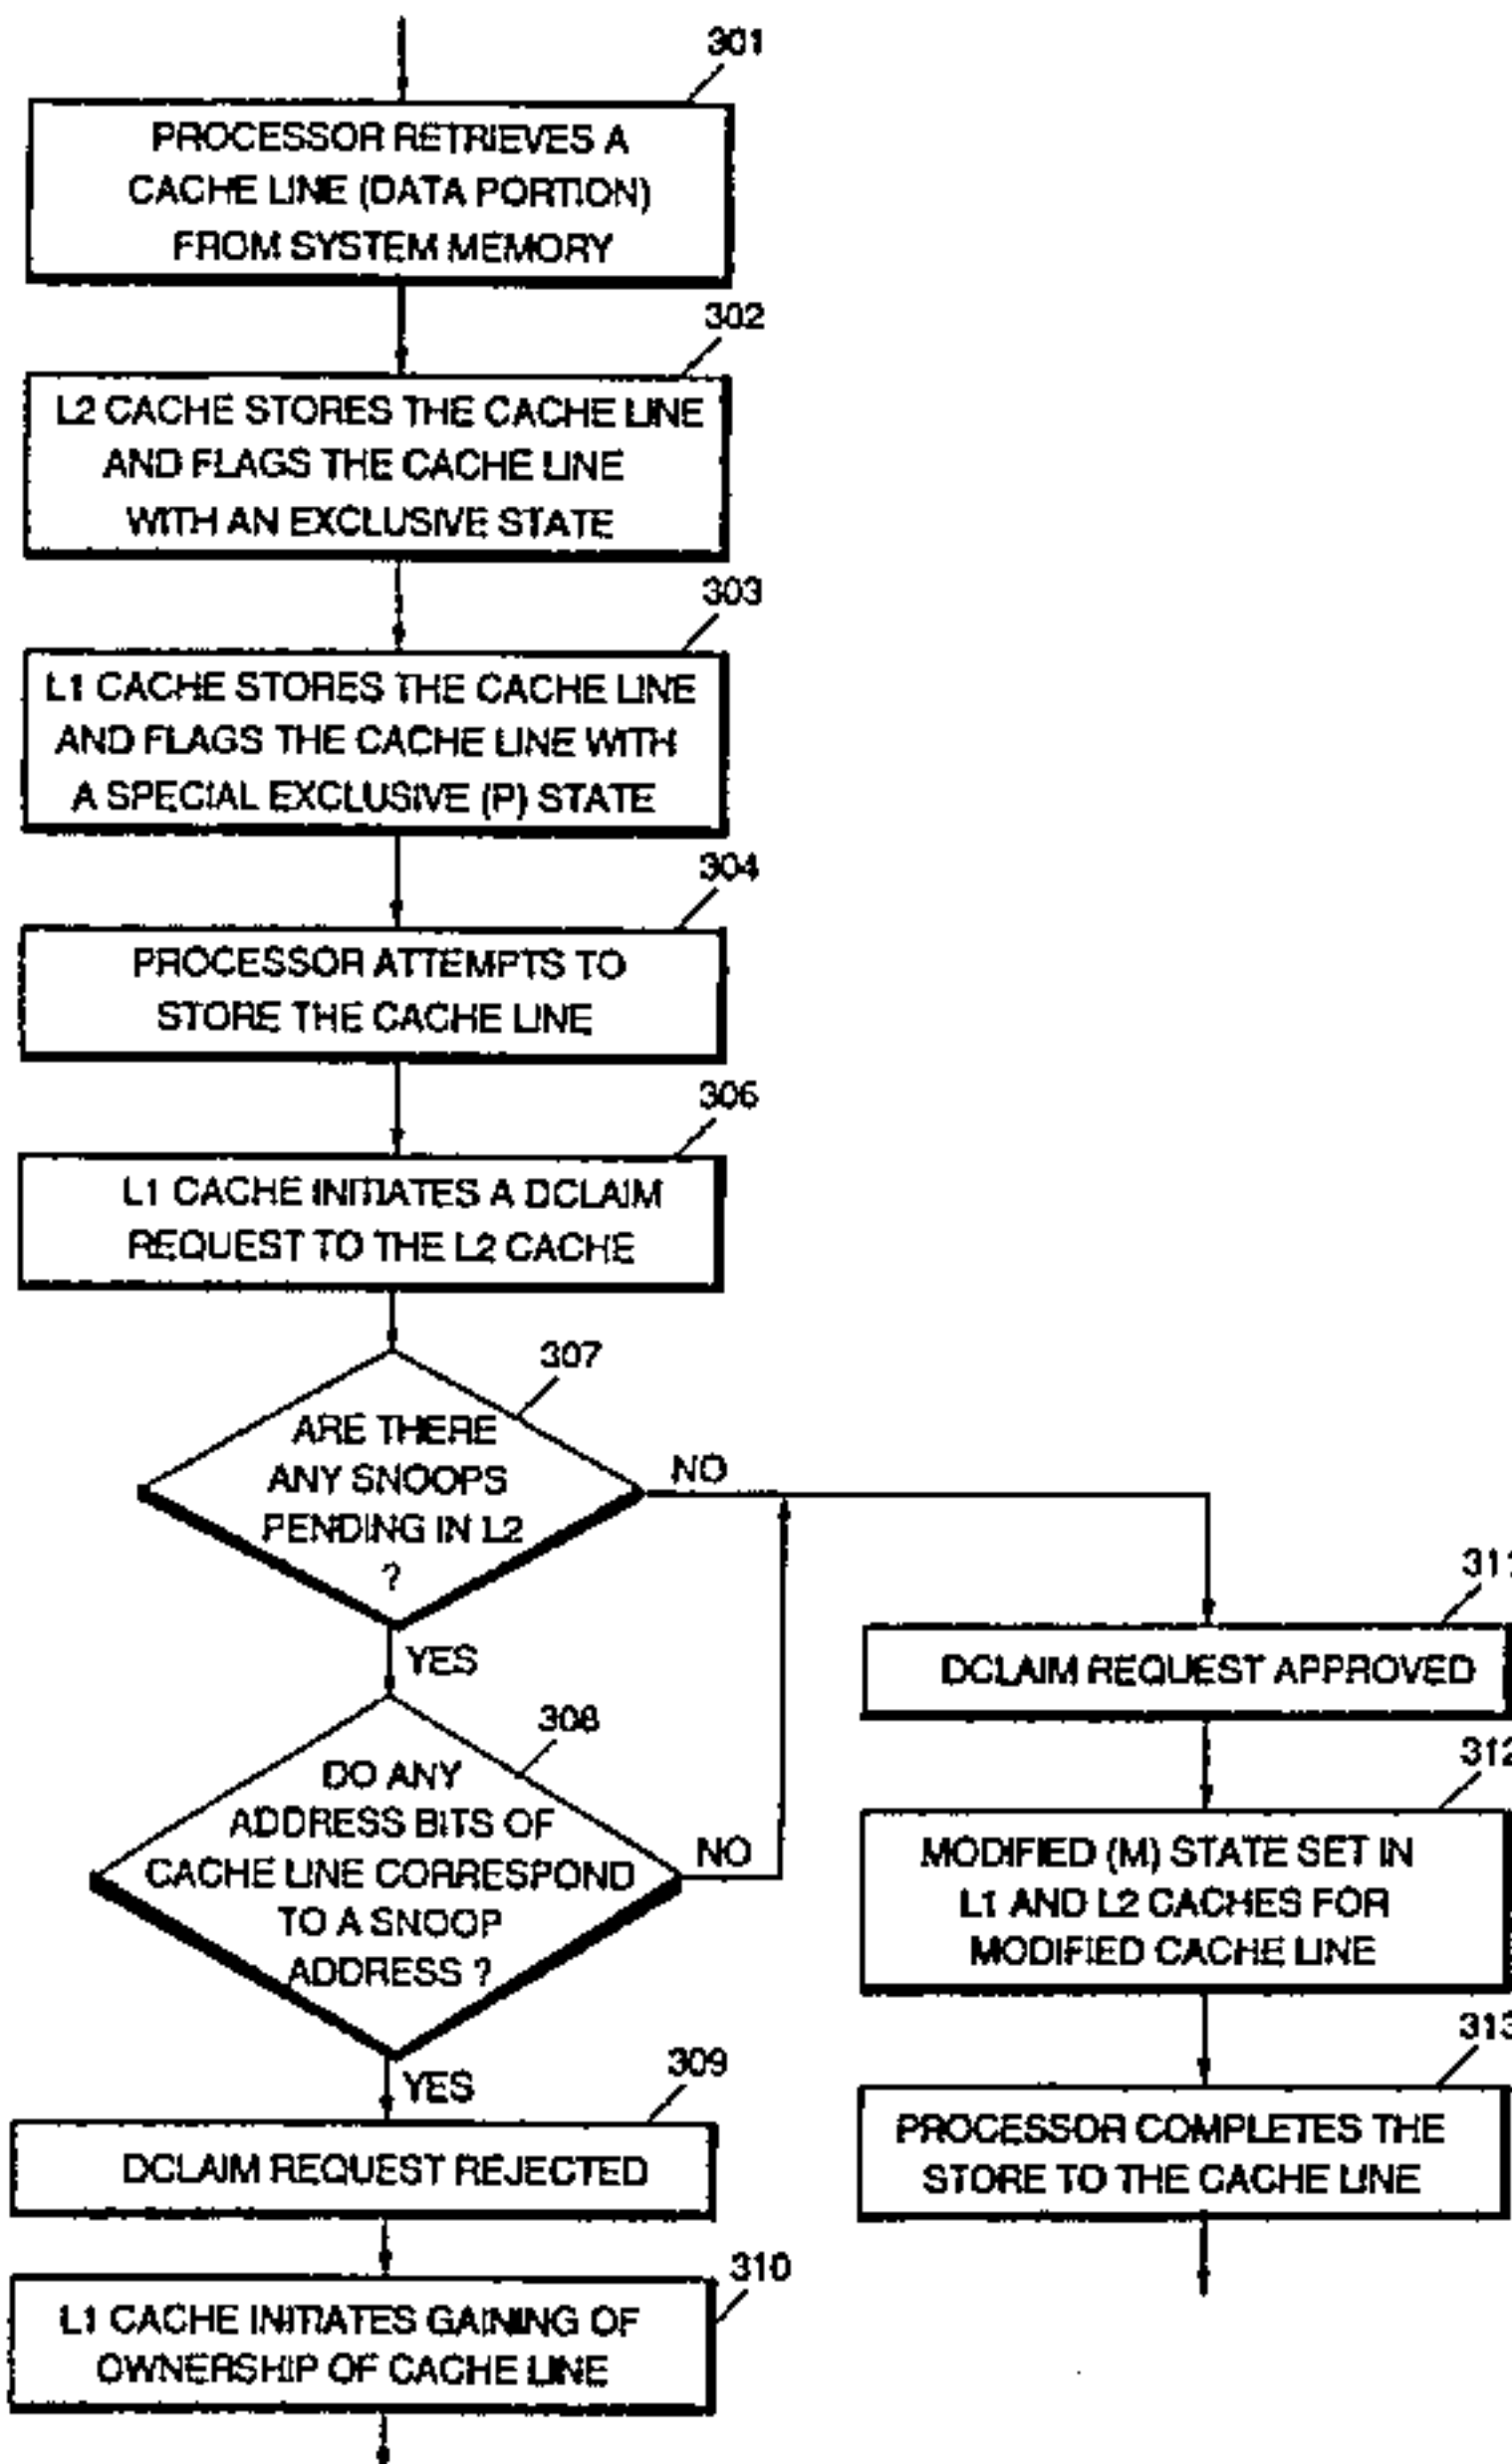 301
PROCESSOR RETRIEVES A
CACHE LINE (DATA PORTION)
FROM SYSTEM MEMORY
302
L2 CACHE STORES THE CACHE LINE
AND FLAGS THE CACHE LINE
WITH AN EXCLUSIVE STATE
303
L1 CACHE STORES THE CACHE LINE
AND FLAGS THE CACHE LINE WITH
A SPECIAL EXCLUSIVE (P) STATE
304
PROCESSOR ATTEMPTS TO
STORE THE CACHE LINE
306
L1 CACHE INITIATES A DCLAIM
REQUEST TO THE L2 CACHE
307
ARE THERE
ANY SNOOPS
PENDING IN L2
?
NO
YES
308
DO ANY
ADDRESS BITS OF
CACHE LINE CORRESPOND
TO A SNOOP
ADDRESS ?
NO
YES
309
DCLAIM REQUEST REJECTED
310
L1 CACHE INITIATES GAINING OF
OWNERSHIP OF CACHE LINE
311
DCLAIM REQUEST APPROVED
312
MODIFIED (M) STATE SET IN
L1 AND L2 CACHES FOR
MODIFIED CACHE LINE
313
PROCESSOR COMPLETES THE
STORE TO THE CACHE LINE